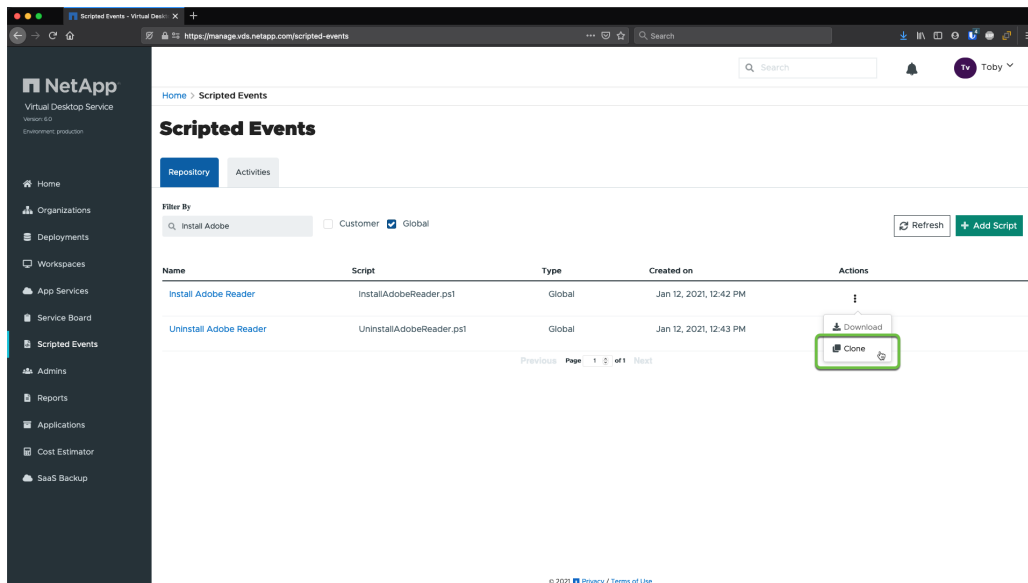 Scripted Events - Virtual Deskt
https://manage.vds.netapp.com/scripted-events
Search
NetApp
Virtual Desktop Service
Version 6.0
Environment: production
Home
Organizations
Deployments
Workspaces
App Services
Service Board
Scripted Events
Admins
Reports
Applications
Cost Estimator
SaaS Backup
Search
TV Toby
Home > Scripted Events
Scripted Events
Repository Activities
Filter By
Install Adobe Customer Global Refresh + Add Script
Name Script Type Created on Actions
Install Adobe Reader InstallAdobeReader.ps1 Global Jan 12, 2021, 12:42 PM
Uninstall Adobe Reader UninstallAdobeReader.ps1 Global Jan 12, 2021, 12:43 PM
Download
Clone
Previous Page 1 of 1 Next
© 2021 Privacy / Terms of Use